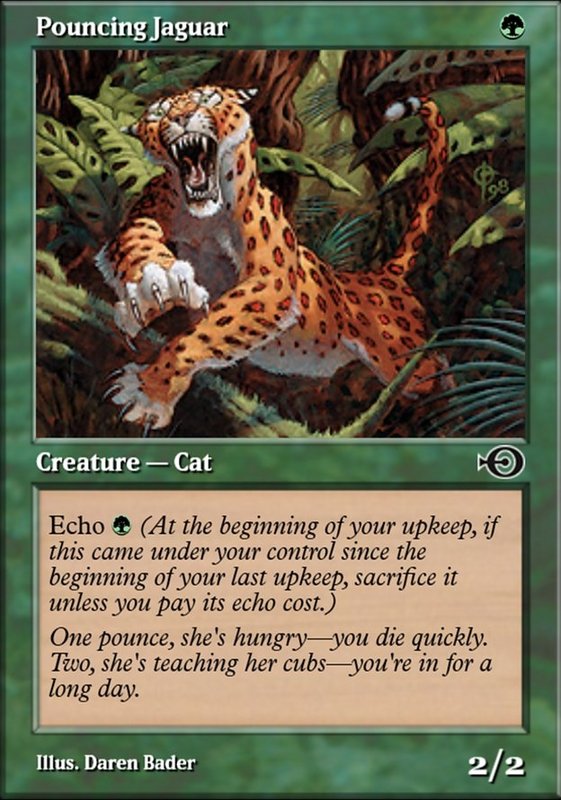 Pouncing Jaguar
98
Creature — Cat
Echo (At the beginning of your upkeep, if
this came under your control since the
beginning of your last upkeep, sacrifice it
unless you pay its echo cost.)
One pounce, she's hungry—you die quickly.
Two, she's teaching her cubs—you're in for a
long day.
Illus. Daren Bader
2/2